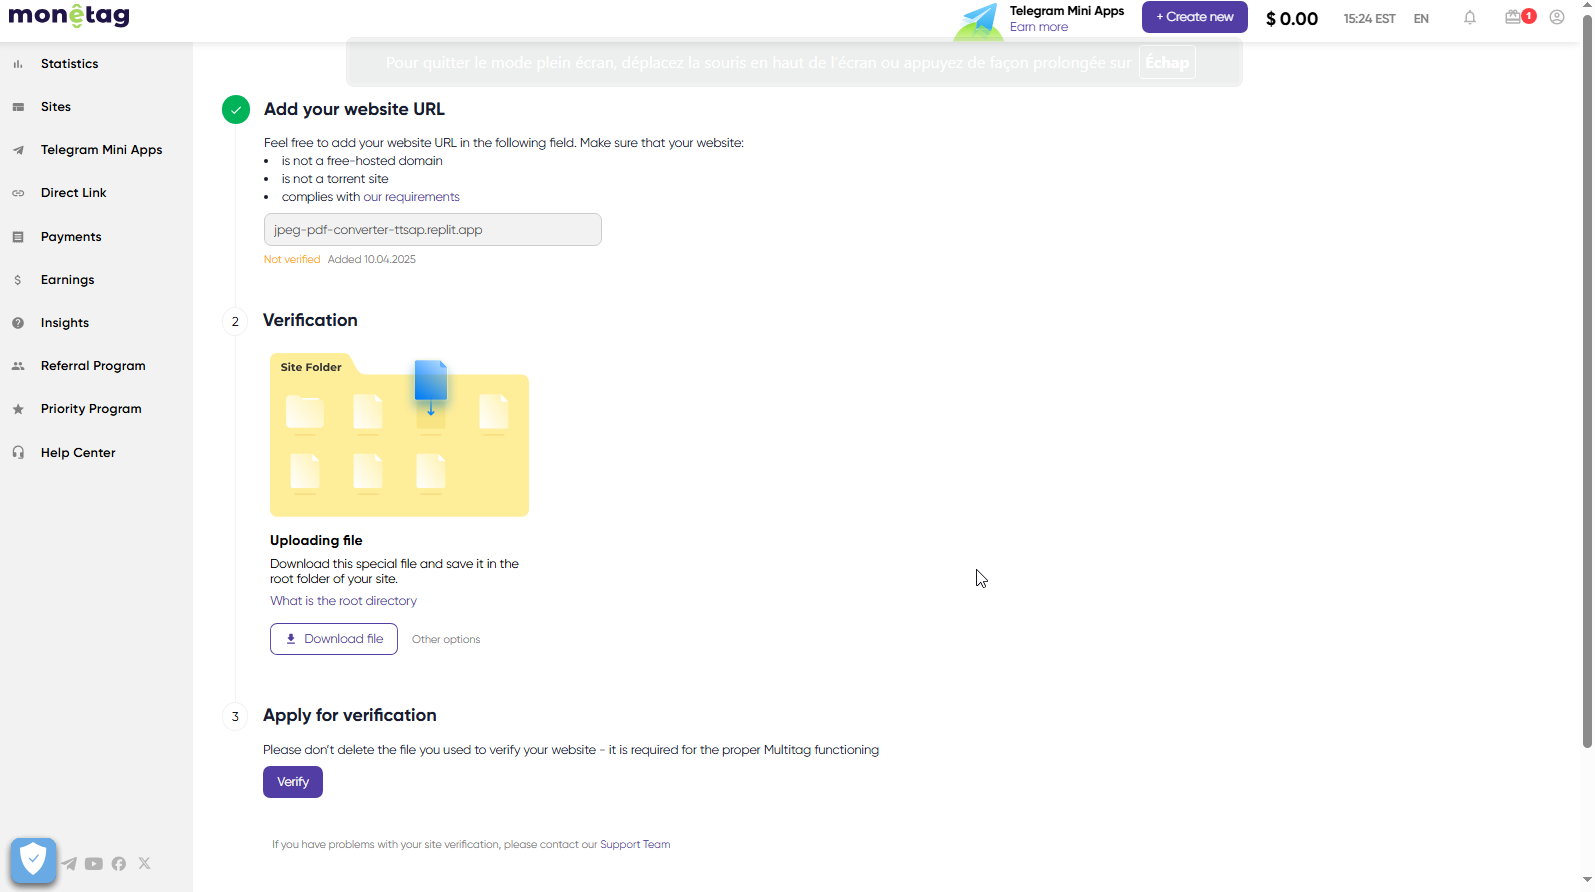 monetag
Telegram Mini Apps
Earn more
+ Create new
$ 0.00
15:24 EST
EN
1
Statistics
Sites
Telegram Mini Apps
Direct Link
Payments
Earnings
Insights
Referral Program
Priority Program
Help Center
Pour quitter le mode plein écran, déplacez la souris en haut de l'écran ou appuyez de façon prolongée sur Échap
Add your website URL
Feel free to add your website URL in the following field. Make sure that your website:
• is not a free-hosted domain
• is not a torrent site
• complies with our requirements
jpeg-pdf-converter-ttsap.replit.app
Not verified Added 10.04.2025
2 Verification
Site Folder
Uploading file
Download this special file and save it in the
root folder of your site.
What is the root directory
Download file
Other options
3 Apply for verification
Please don't delete the file you used to verify your website - it is required for the proper Multitag functioning
Verify
If you have problems with your site verification, please contact our Support Team